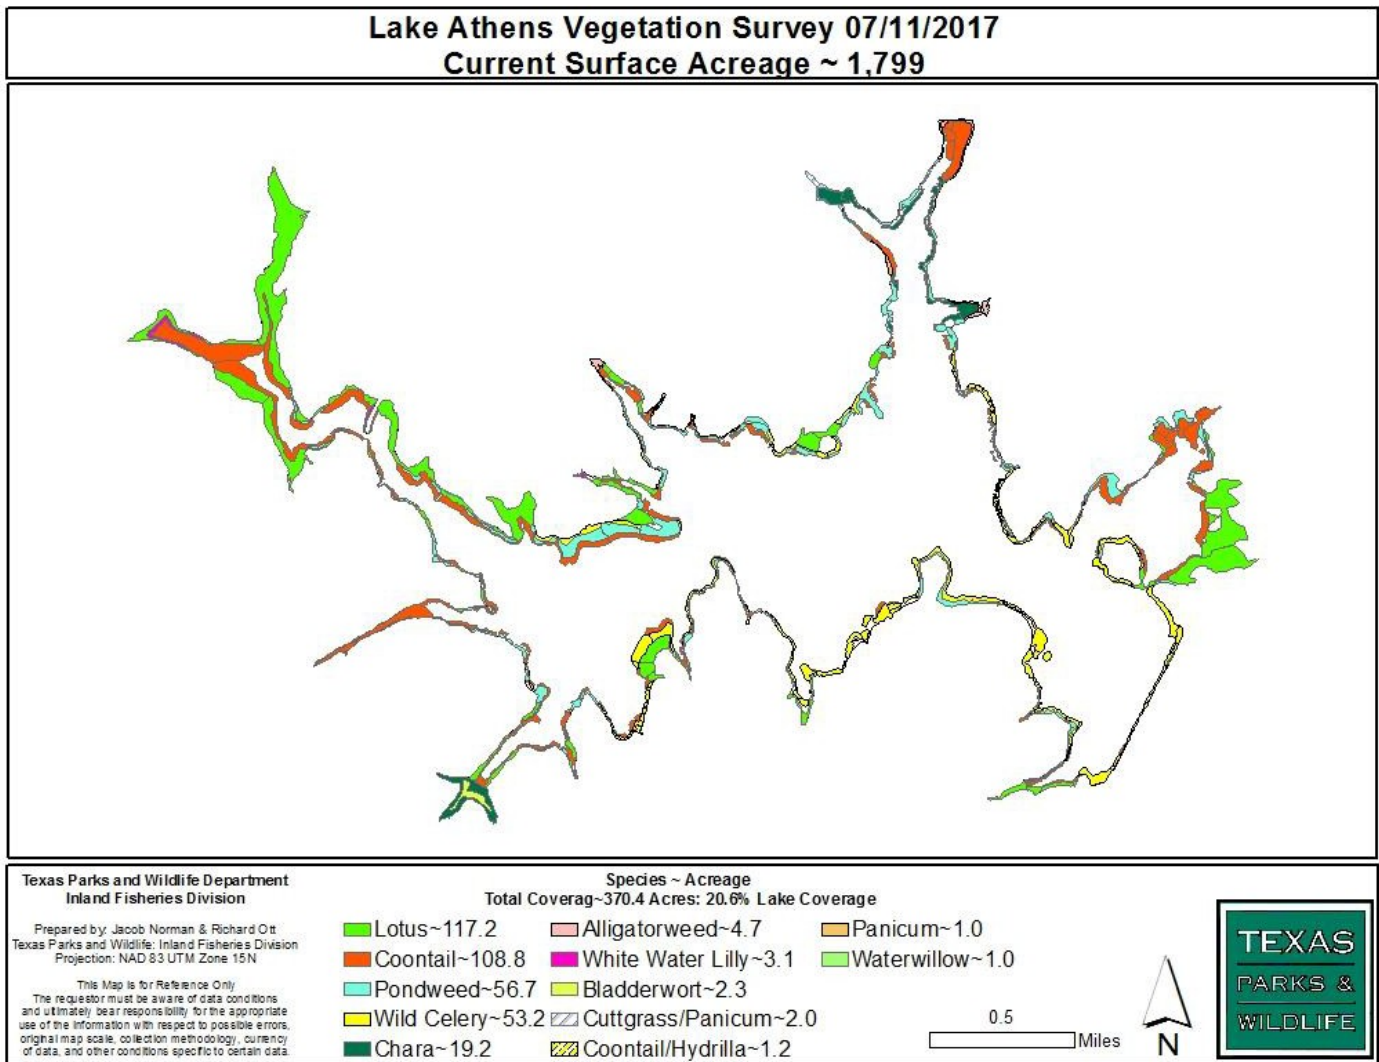 Lake Athens Vegetation Survey 07/11/2017
Current Surface Acreage ~ 1,799
Texas Parks and Wildlife Department
Inland Fisheries Division
Prepared by: Jacob Norman & Richard Ott
Texas Parks and Wildlife: Inland Fisheries Division
Projection: NAD 83 UTM Zone 15N
This Map is for Reference Only
The requestor must be aware of data conditions
and ultimately bear responsibility for the appropriate
use of the information with respect to possible errors,
original map scale, collection methodology, currency
of data, and other conditions specific to certain data.
Species ~ Acreage
Total Coverag~370.4 Acres: 20.6% Lake Coverage
Lotus~117.2
Coontail~108.8
Pondweed~56.7
Wild Celery~53.2
Chara~19.2
Alligatorweed~4.7
White Water Lilly~3.1
Bladderwort~2.3
Cuttgrass/Panicum~2.0
Coontail/Hydrilla~1.2
Panicum~1.0
Waterwillow~1.0
0.5
Miles
N
TEXAS
PARKS &
WILDLIFE